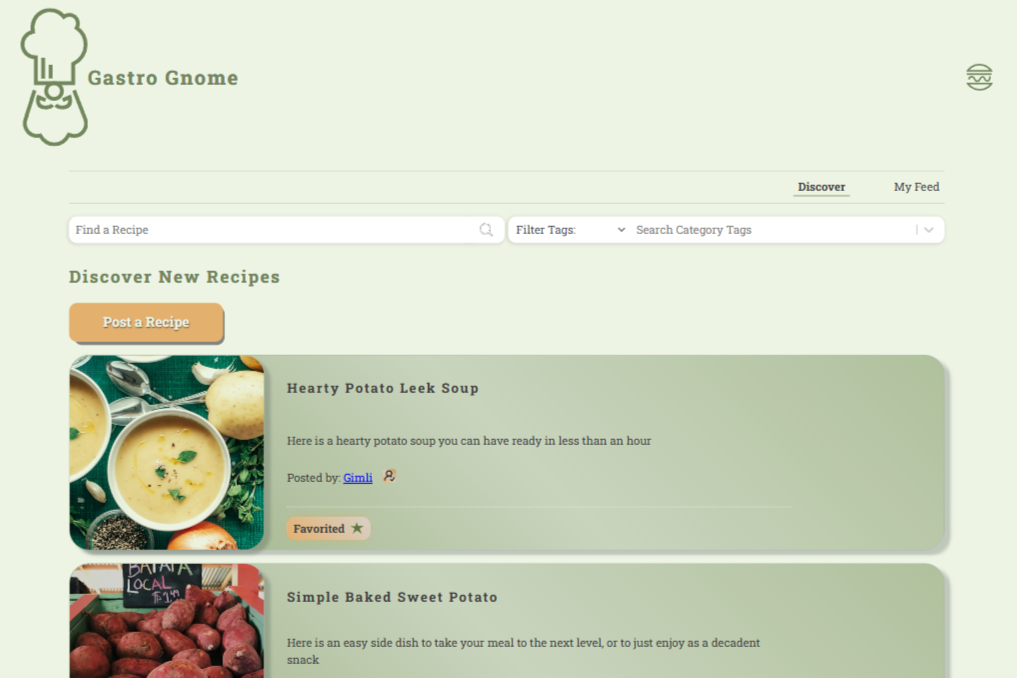 Gastro Gnome
Discover
My Feed
Find a Recipe
Filter Tags:
Search Category Tags
Discover New Recipes
Post a Recipe
Hearty Potato Leek Soup
Here is a hearty potato soup you can have ready in less than an hour
Posted by: Gimli
Favorited
BATATA
LOCAL
Simple Baked Sweet Potato
Here is an easy side dish to take your meal to the next level, or to just enjoy as a decadent
snack